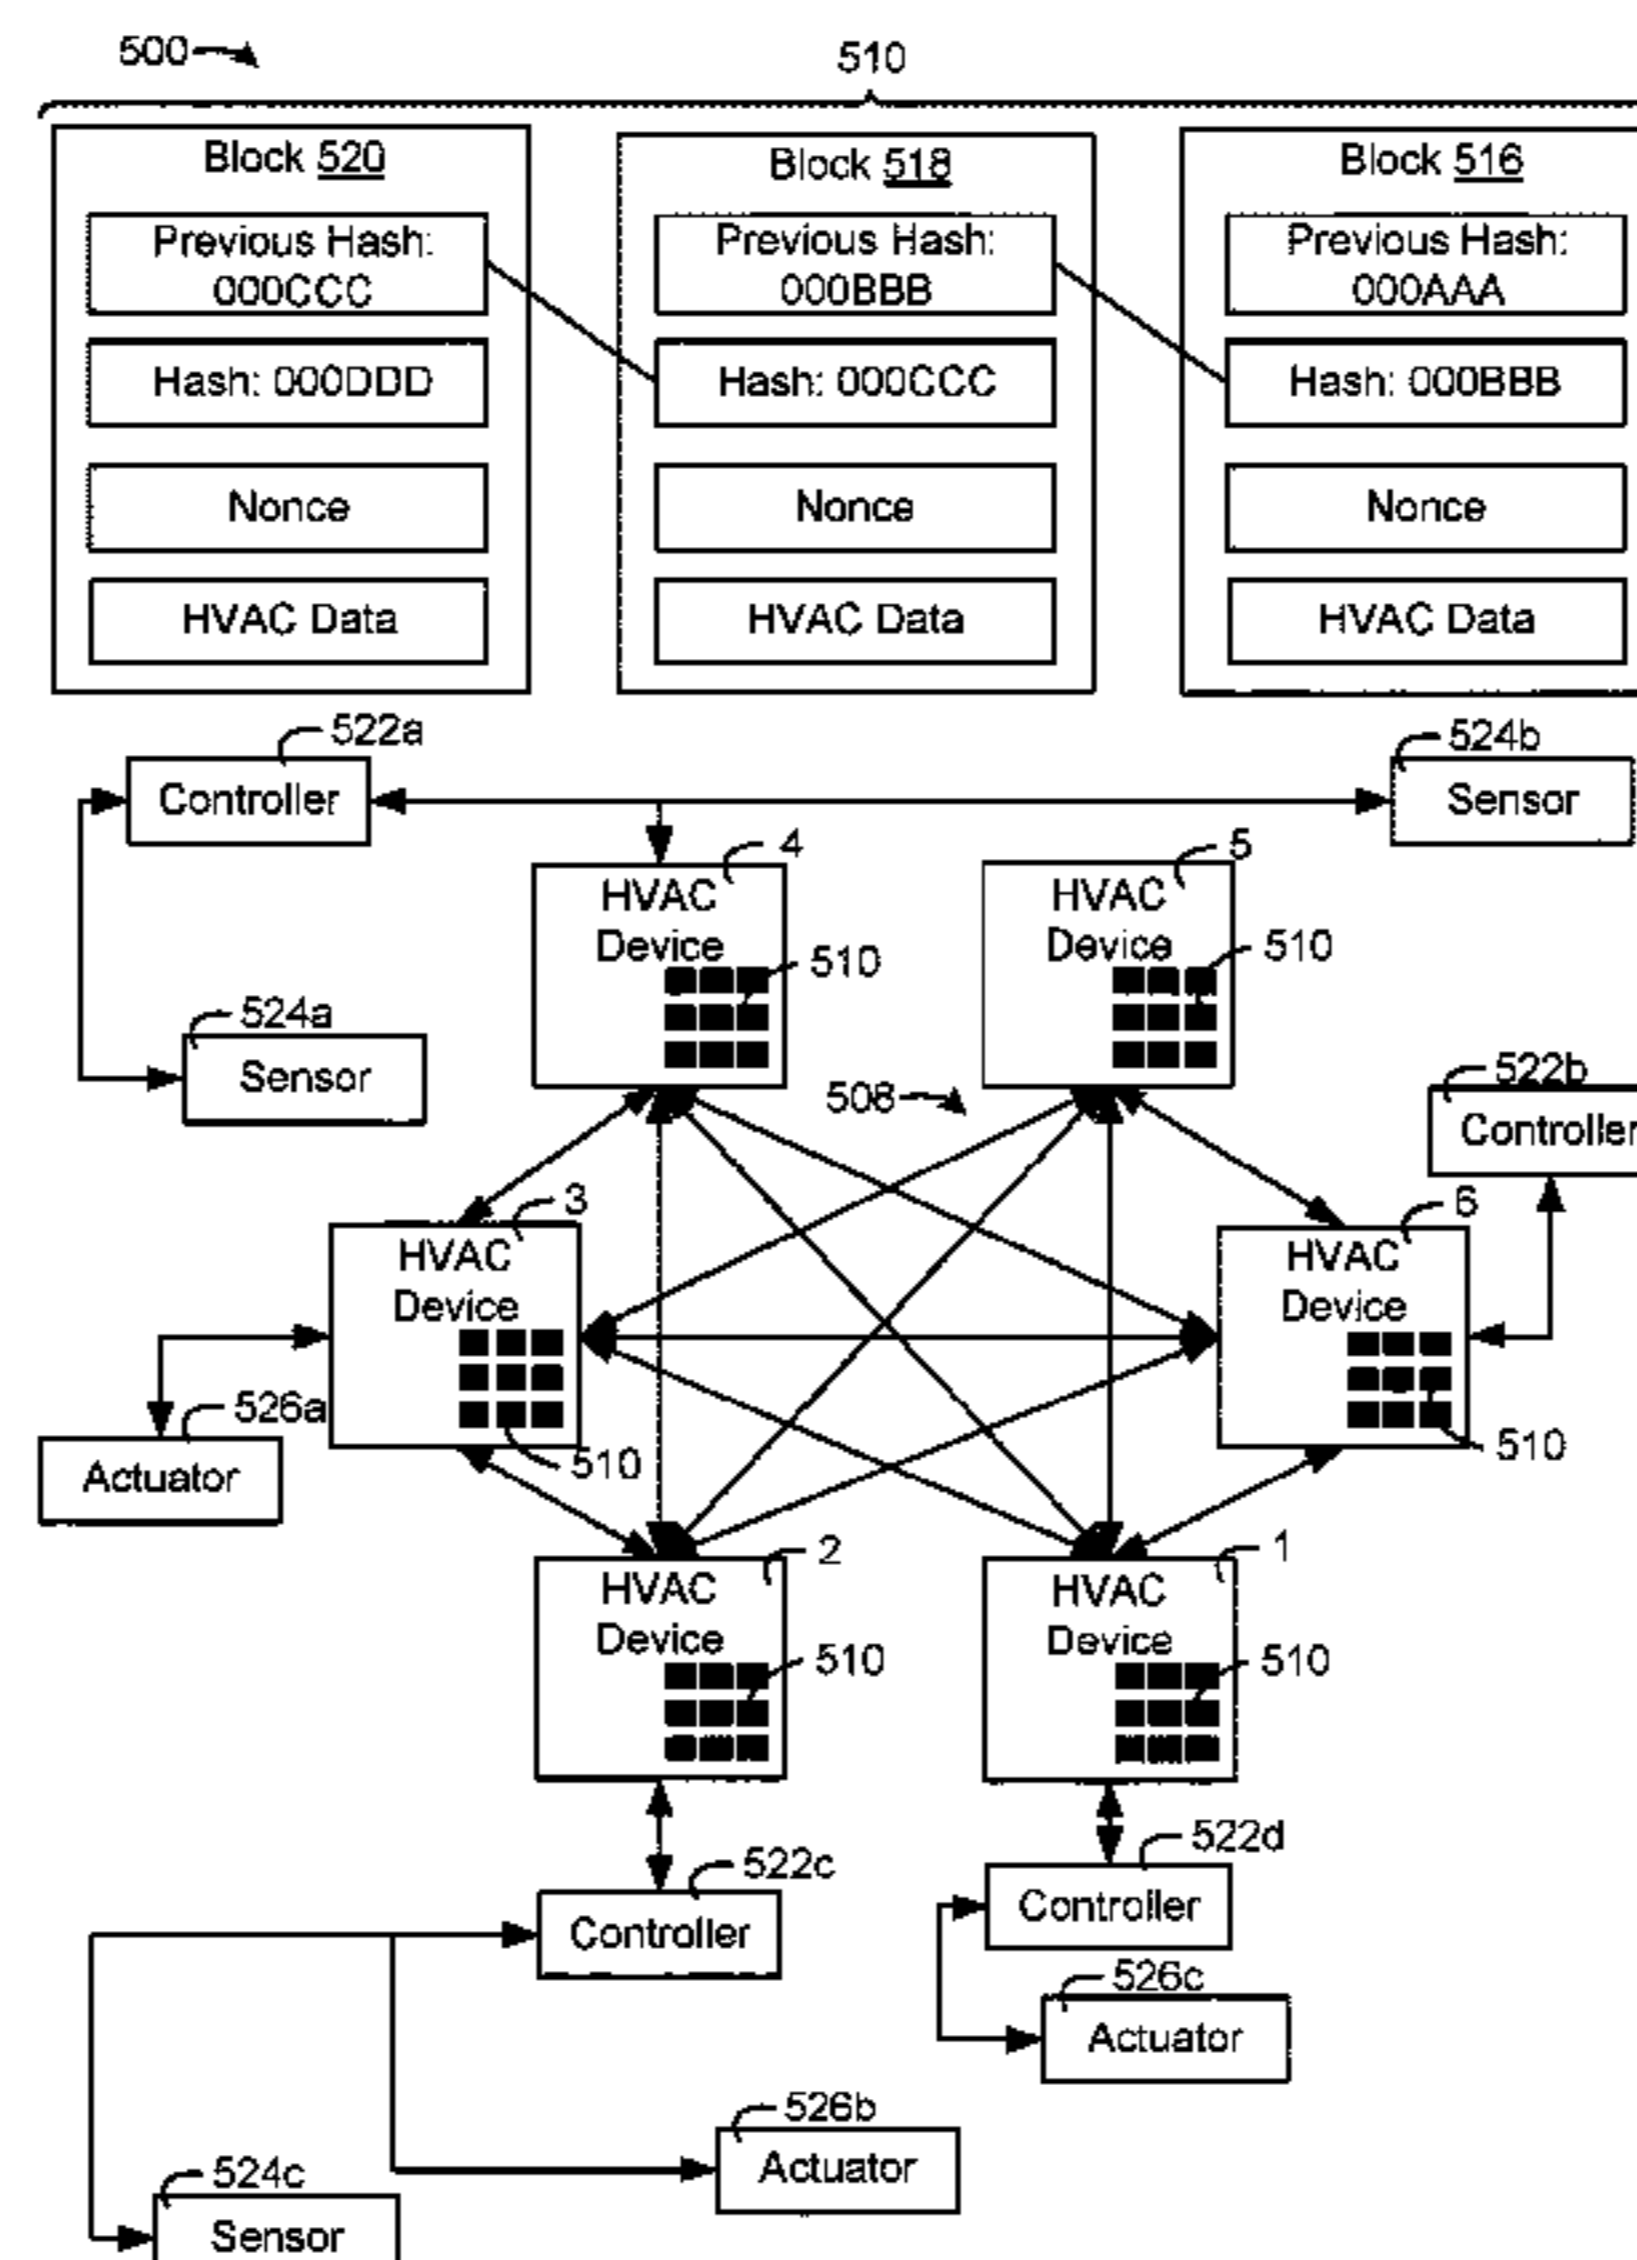 500
510
Block 520
Previous Hash:
000CCC
Hash: 000DDD
Nonce
HVAC Data
Block 518
Previous Hash:
000BBB
Hash: 000CCC
Nonce
HVAC Data
Block 516
Previous Hash:
000AAA
Hash: 000BBB
Nonce
HVAC Data
522a
Controller
524b
Sensor
4
HVAC
Device
510
5
HVAC
Device
510
524a
Sensor
508
522b
Controller
3
HVAC
Device
510
6
HVAC
Device
510
526a
Actuator
2
HVAC
Device
510
1
HVAC
Device
510
522c
Controller
522d
Controller
526c
Actuator
526b
Actuator
524c
Sensor